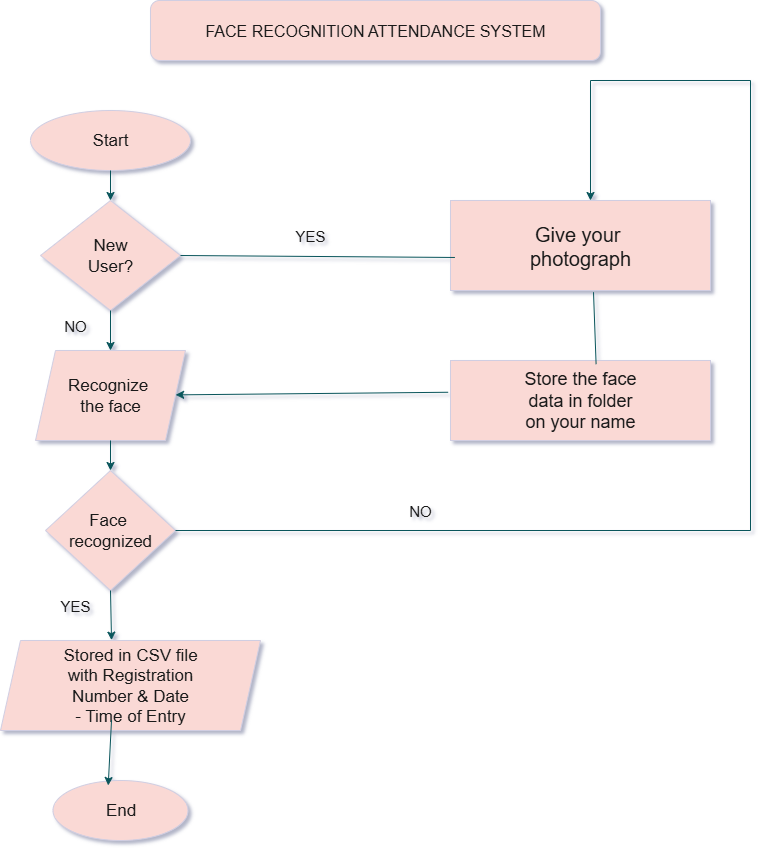 FACE RECOGNITION ATTENDANCE SYSTEM
Start
New
User?
YES
Give your
photograph
NO
Recognize
the face
Store the face
data in folder
on your name
Face
recognized
NO
YES
Stored in CSV file
with Registration
Number & Date
- Time of Entry
End